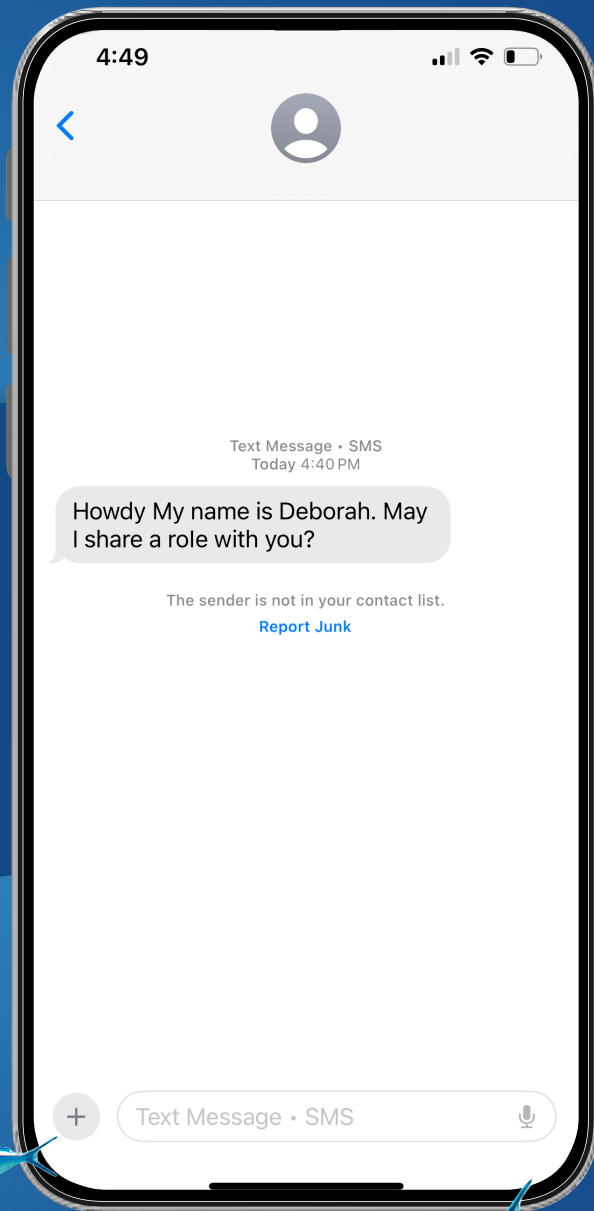 4:49
Text Message • SMS
Today 4:40 PM
Howdy My name is Deborah. May
I share a role with you?
The sender is not in your contact list.
Report Junk
Text Message • SMS